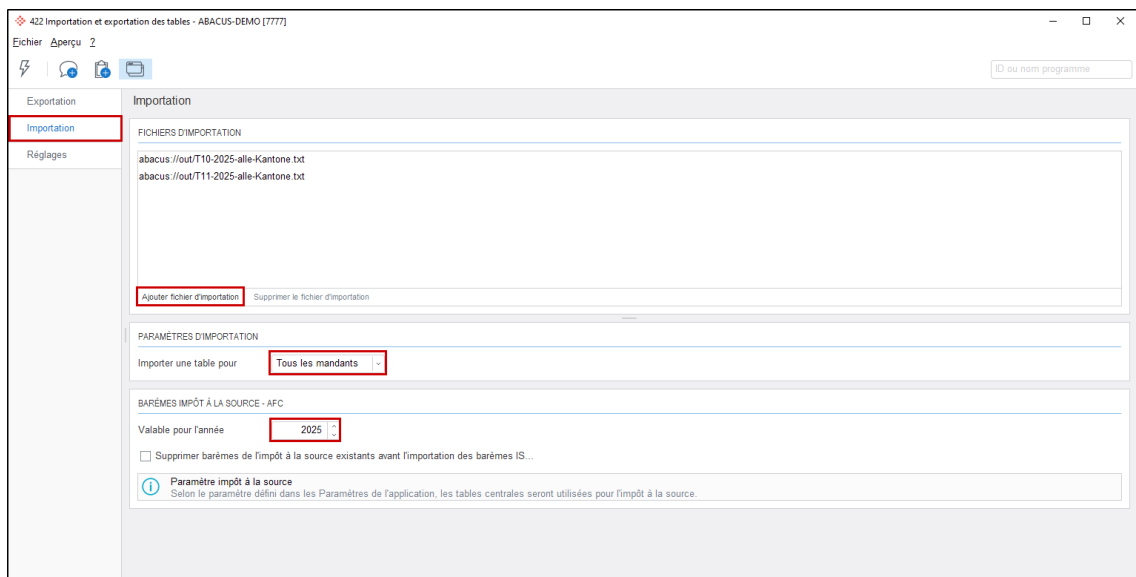 422 Importation et exportation des tables - ABACUS-DEMO [7777]
Fichier Aperçu ?
ID ou nom programme
Exportation
Importation
Réglages
Importation
FICHIERS D'IMPORTATION
abacus://out/T10-2025-alle-Kantone.txt
abacus://out/T11-2025-alle-Kantone.txt
Ajouter fichier d'importation Supprimer le fichier d'importation
PARAMÈTRES D'IMPORTATION
Importer une table pour Tous les mandants
BARÈMES IMPÔT À LA SOURCE - AFC
Valable pour l'année 2025
Supprimer barèmes de l'impôt à la source existants avant l'importation des barèmes IS...
Paramètre impôt à la source
Selon le paramètre défini dans les Paramètres de l'application, les tables centrales seront utilisées pour l'impôt à la source.